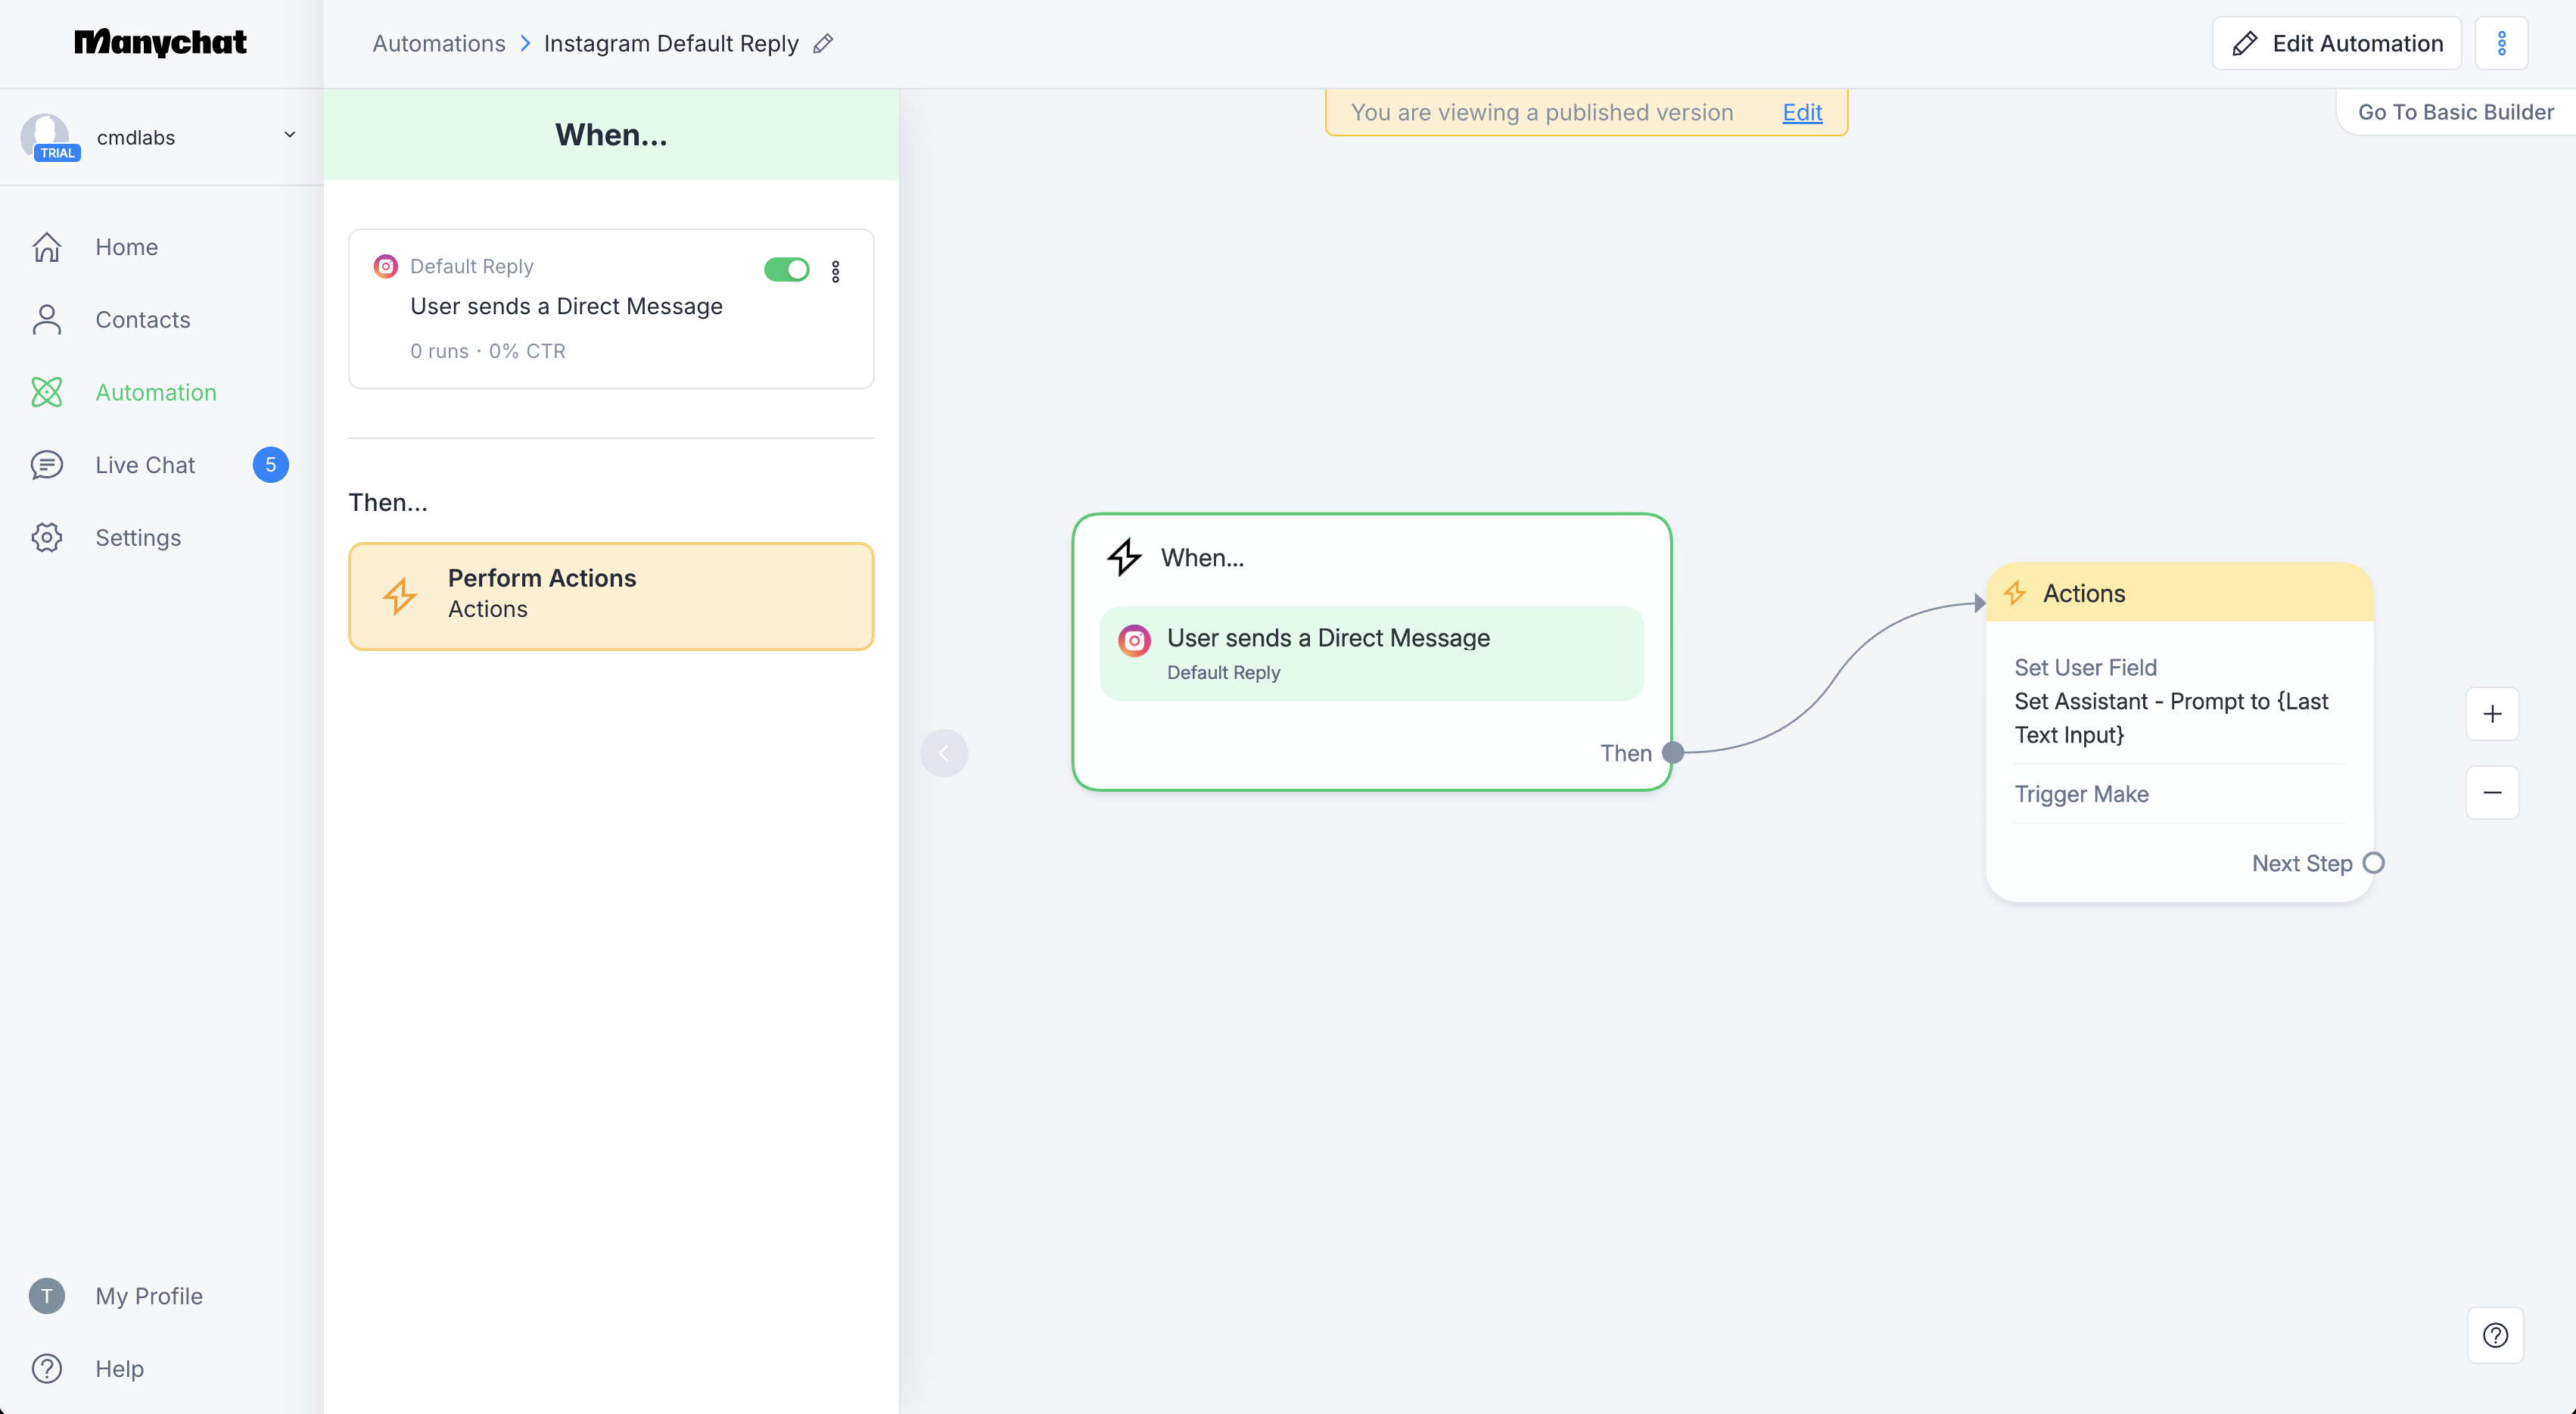 Manychat
Automations > Instagram Default Reply
Edit Automation
TRIAL
cmdlabs
Home
Contacts
Automation
Live Chat 5
Settings
T My Profile
Help
When...
Default Reply
User sends a Direct Message
0 runs · 0% CTR
Then...
Perform Actions
Actions
You are viewing a published version Edit
Go To Basic Builder
When...
User sends a Direct Message
Default Reply
Then
Actions
Set User Field
Set Assistant - Prompt to {Last
Text Input}
Trigger Make
Next Step